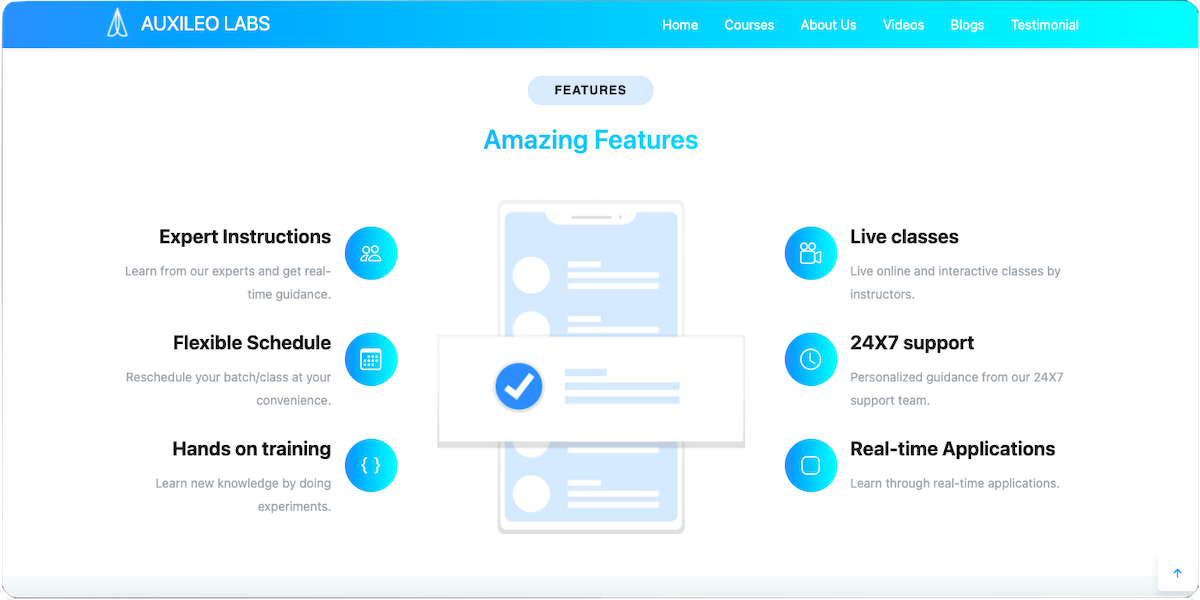 AUXILEO LABS
Home Courses About Us Videos Blogs Testimonial
FEATURES
Amazing Features
Expert Instructions
Learn from our experts and get real-
time guidance.
Flexible Schedule
Reschedule your batch/class at your
convenience.
Hands on training
{ }
Learn new knowledge by doing
experiments.
Live classes
Live online and interactive classes by
instructors.
24X7 support
Personalized guidance from our 24X7
support team.
Real-time Applications
Learn through real-time applications.